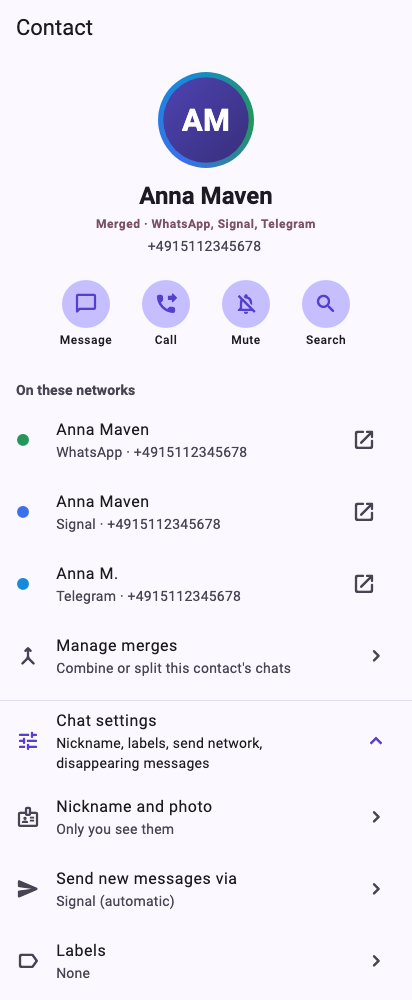 Contact
AM
Anna Maven
Merged · WhatsApp, Signal, Telegram
+4915112345678
Message
Call
Mute
Search
On these networks
Anna Maven
WhatsApp · +4915112345678
Anna Maven
Signal · +4915112345678
Anna M.
Telegram · +4915112345678
Manage merges
Combine or split this contact's chats
Chat settings
Nickname, labels, send network,
disappearing messages
Nickname and photo
Only you see them
Send new messages via
Signal (automatic)
Labels
None